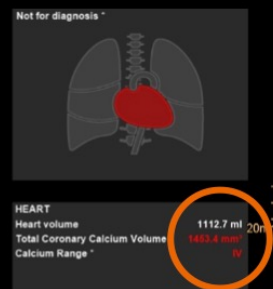 Not for diagnosis *
HEART
Heart volume 1112.7 ml
Total Coronary Calcium Volume 1453.4 mm³
Calcium Range * IV
20m